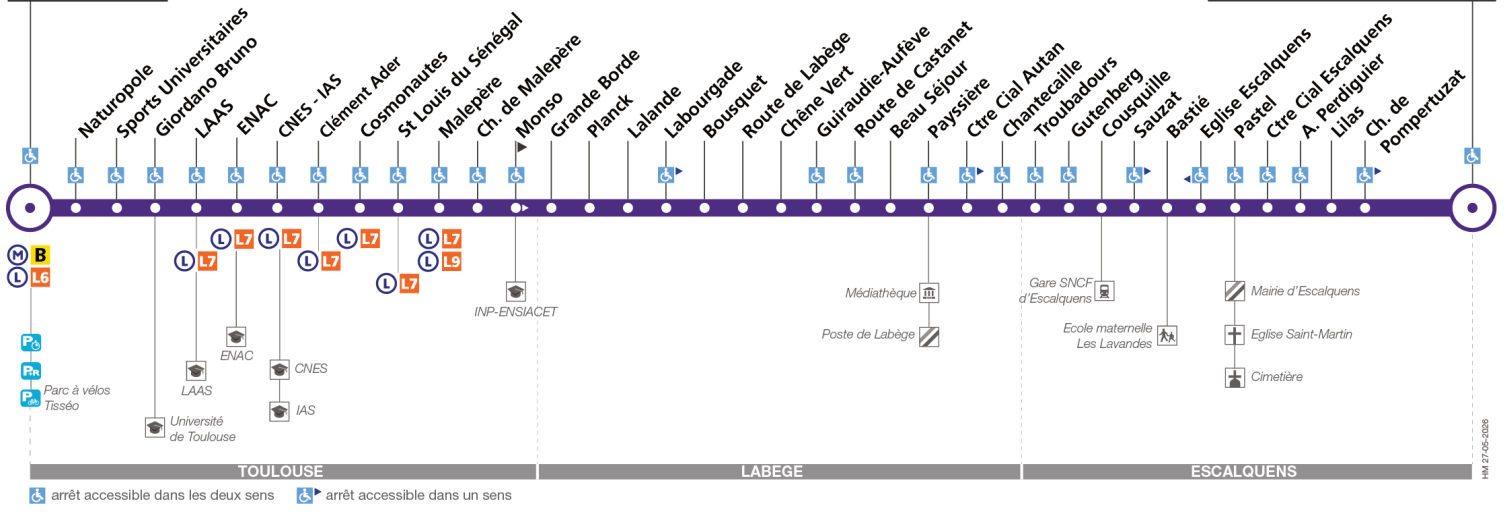 Naturopole
Sports Universitaires
Giordano Bruno
LAAS
ENAC
CNES - IAS
Clément Ader
Cosmonautes
St Louis du Sénégal
Malepère
Ch. de Malepère
Monso
Grande Borde
Planck
Lalande
Labourgade
Bousquet
Route de Labège
Chêne Vert
Guiraudie-Aufève
Route de Castanet
Beau Séjour
Payssière
Ctre Cial Autan
Chantecaille
Troubadours
Gutenberg
Cousquille
Sauzat
Bastié
Eglise Escalquens
Pastel
Ctre Cial Escalquens
A. Perdiguier
Lilas
Ch. de
Pompertuzat
M B
L L6
L L7
L L7
L L7
L L7
L L7
L L7
L L7
L L9
P
P+R
P
Parc à vélos
Tisséo
Université
de Toulouse
LAAS
ENAC
CNES
IAS
INP-ENSIACET
Médiathèque
Poste de Labège
Gare SNCF
d'Escalquens
Ecole maternelle
Les Lavandes
Mairie d'Escalquens
Eglise Saint-Martin
Cimetière
HM 27-05-2026
TOULOUSE
LABEGE
ESCALQUENS
arrêt accessible dans les deux sens
arrêt accessible dans un sens